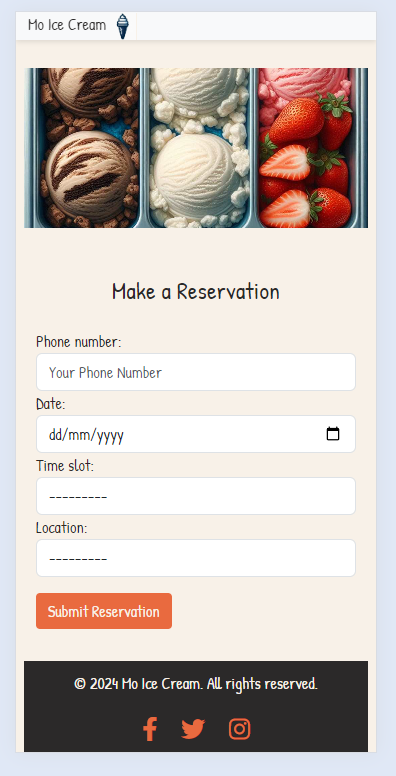 Mo Ice Cream
Make a Reservation
Phone number:
Your Phone Number
Date:
dd/mm/yyyy
Time slot:
---------
Location:
---------
Submit Reservation
© 2024 Mo Ice Cream. All rights reserved.